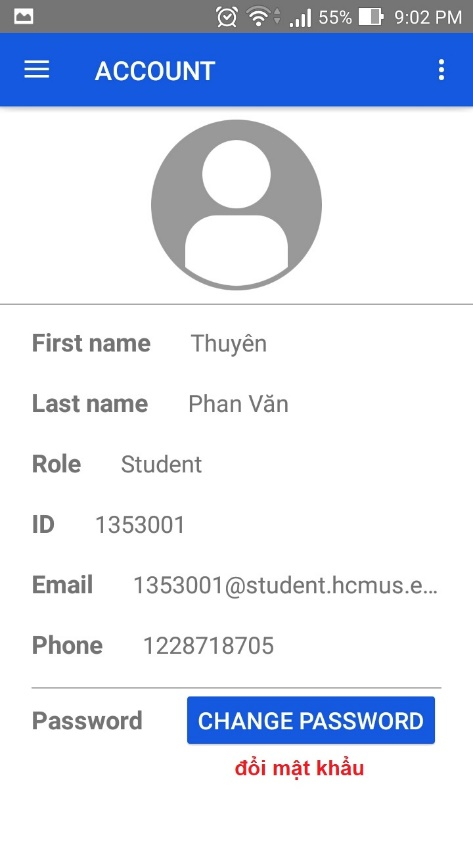 55% 9:02 PM
ACCOUNT
First name Thuyên
Last name Phan Văn
Role Student
ID 1353001
Email 1353001@student.hcmus.e...
Phone 1228718705
Password CHANGE PASSWORD
đổi mật khẩu